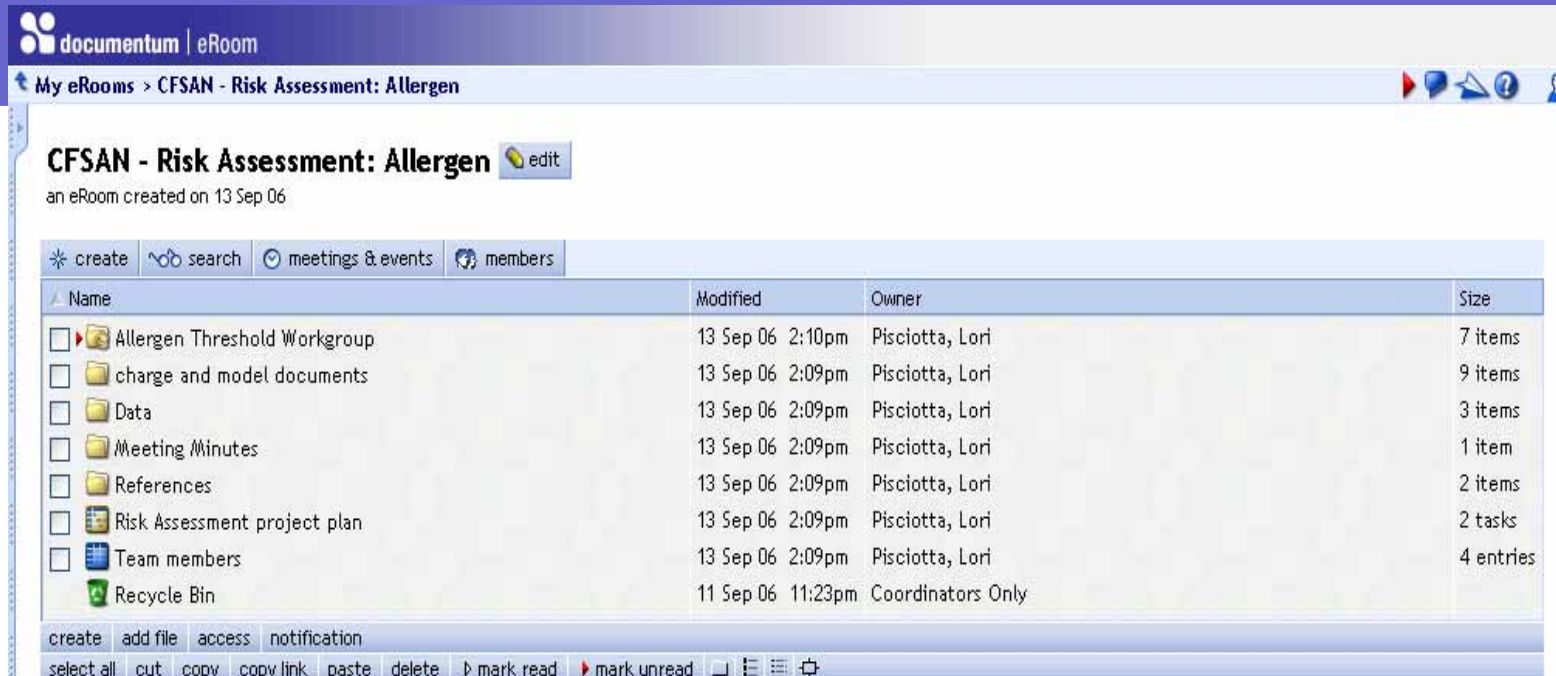 documentum | eRoom
My eRooms > CFSAN - Risk Assessment: Allergen
CFSAN - Risk Assessment: Allergen edit
an eRoom created on 13 Sep 06
create search meetings & events members
Name Modified Owner Size
Allergen Threshold Workgroup 13 Sep 06 2:10pm Pisciotta, Lori 7 items
charge and model documents 13 Sep 06 2:09pm Pisciotta, Lori 9 items
Data 13 Sep 06 2:09pm Pisciotta, Lori 3 items
Meeting Minutes 13 Sep 06 2:09pm Pisciotta, Lori 1 item
References 13 Sep 06 2:09pm Pisciotta, Lori 2 items
Risk Assessment project plan 13 Sep 06 2:09pm Pisciotta, Lori 2 tasks
Team members 13 Sep 06 2:09pm Pisciotta, Lori 4 entries
Recycle Bin 11 Sep 06 11:23pm Coordinators Only
create add file access notification
select all cut copy copy link paste delete mark read mark unread